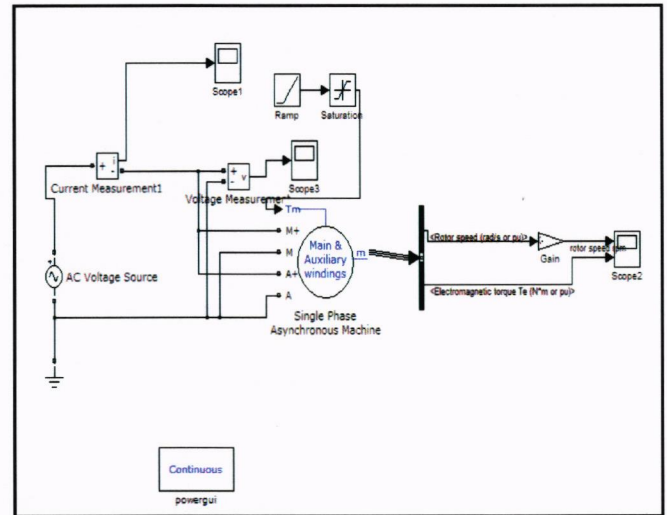 Scope1
Ramp
Saturation
i
+
-
Current Measurement1
+
-
v
Voltage Measurement
Scope3
Tm
M+
M
A+
A
Main &
Auxiliary
windings
m
Single Phase
Asynchronous Machine
+
AC Voltage Source
<Rotor speed (rad/s or pu)>
Gain
rotor speed rpm
Scope2
<Electromagnetic torque Te (N*m or pu)>
Continuous
powergui